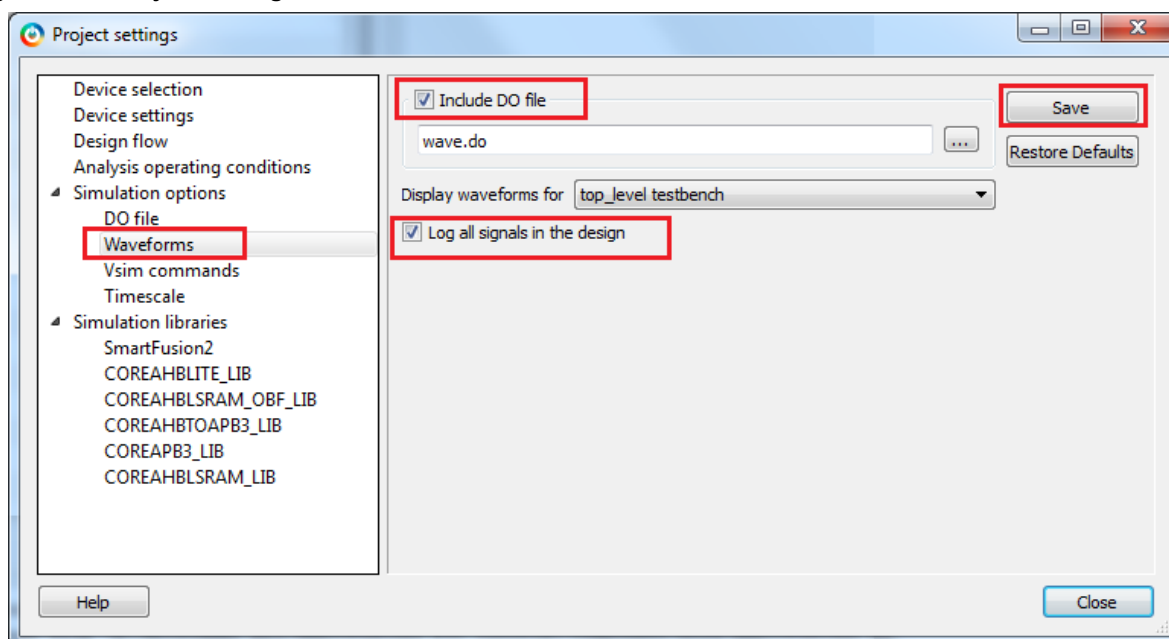 Project settings
Device selection
Device settings
Design flow
Analysis operating conditions
Simulation options
DO file
Waveforms
Vsim commands
Timescale
Simulation libraries
SmartFusion2
COREAHBLITE_LIB
COREAHBLSRAM_OBF_LIB
COREAHBTOAPB3_LIB
COREAPB3_LIB
COREAHBLSRAM_LIB
Include DO file
wave.do
...
Display waveforms for top_level testbench
Log all signals in the design
Save
Restore Defaults
Help
Close